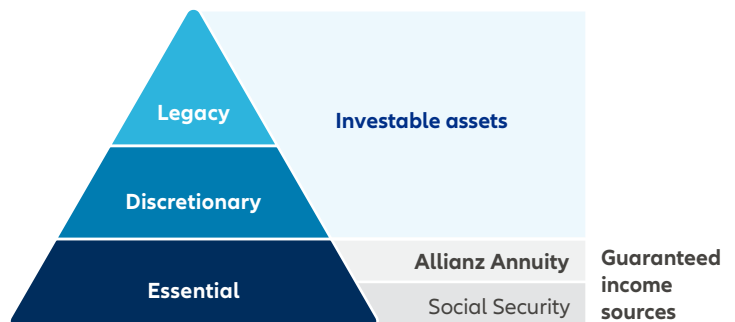 Legacy
Investable assets
Discretionary
Essential
Allianz Annuity
Social Security
Guaranteed
income
sources